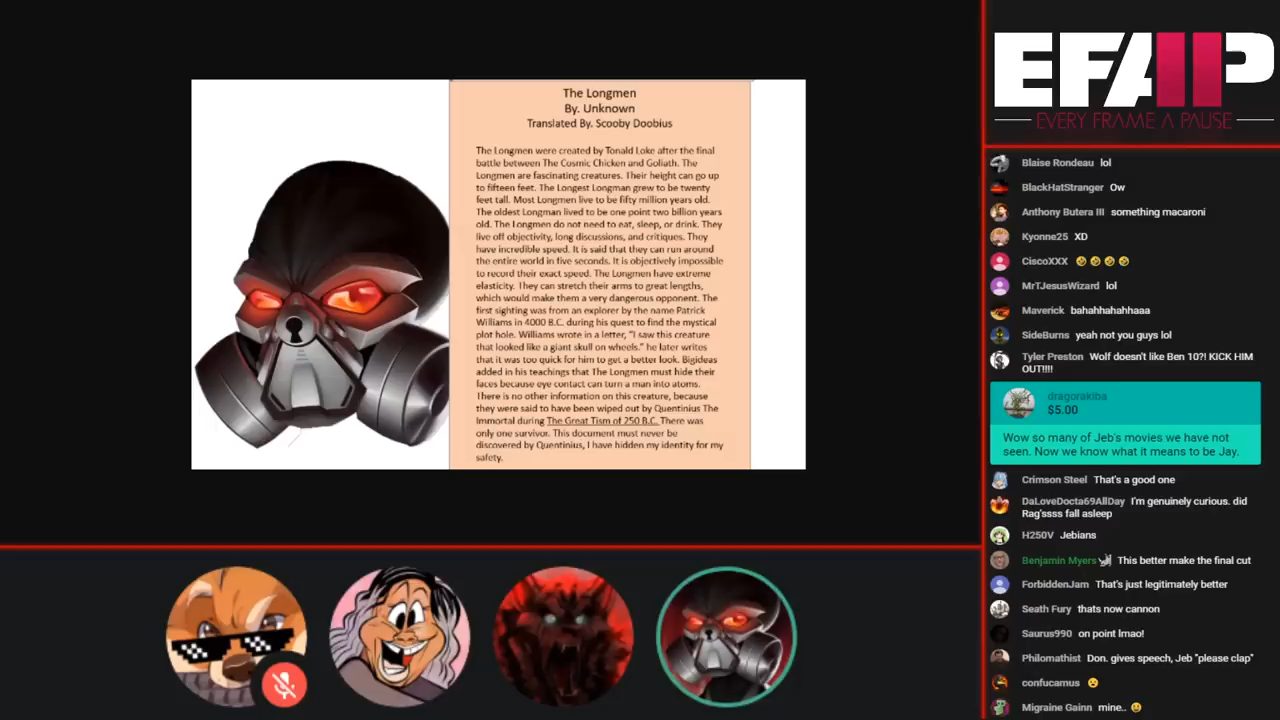 The Longmen
By. Unknown
Translated By. Scooby Doobius
The Longmen were created by Tonald Loke after the final
battle between The Cosmic Chicken and Goliath. The
Longmen are fascinating creatures. Their height can go up
to fifteen feet. The Longest Longman grew to be twenty
feet tall. Most Longmen live to be fifty million years old.
The oldest Longman lived to be one point two billion years
old. The Longmen do not need to eat, sleep, or drink. They
live off objectivity, long discussions, and critiques. They
have incredible speed. It is said that they can run around
the entire world in five seconds. It is objectively impossible
to record their exact speed. The Longmen have extreme
elasticity. They can stretch their arms to great lengths,
which would make them a very dangerous opponent. The
first sighting was from an explorer by the name Patrick
Williams in 4000 B.C. during his quest to find the mystical
plot hole. Williams wrote in a letter, "I saw this creature
that looked like a giant skull on wheels." he later writes
that it was too quick for him to get a better look. Bigideas
added in his teachings that The Longmen must hide their
faces because eye contact can turn a man into atoms.
There is no other information on this creature, because
they were said to have been wiped out by Quentinius The
Immortal during The Great Tism of 250 B.C. There was
only one survivor. This document must never be
discovered by Quentinius, I have hidden my identity for my
safety.
EFAP
EVERY FRAME A PAUSE
Blaise Rondeau lol
BlackHatStranger Ow
Anthony Butera III something macaroni
Kyonne25 XD
CiscoXXX 🤣🤣🤣🤣
MrTJesusWizard lol
Maverick bahahhahahhaaa
SideBurns yeah not you guys lol
Tyler Preston Wolf doesn't like Ben 10?! KICK HIM
OUT!!!!
dragorakiba
$5.00
Wow so many of Jeb's movies we have not
seen. Now we know what it means to be Jay.
Crimson Steel That's a good one
DaLoveDocta69AllDay I'm genuinely curious. did
Rag'ssss fall asleep
H250V Jebians
Benjamin Myers This better make the final cut
ForbiddenJam That's just legitimately better
Seath Fury thats now cannon
Saurus990 on point lmao!
Philomathist Don. gives speech, Jeb "please clap"
confucamus 😮
Migraine Gainn mine.. 😀